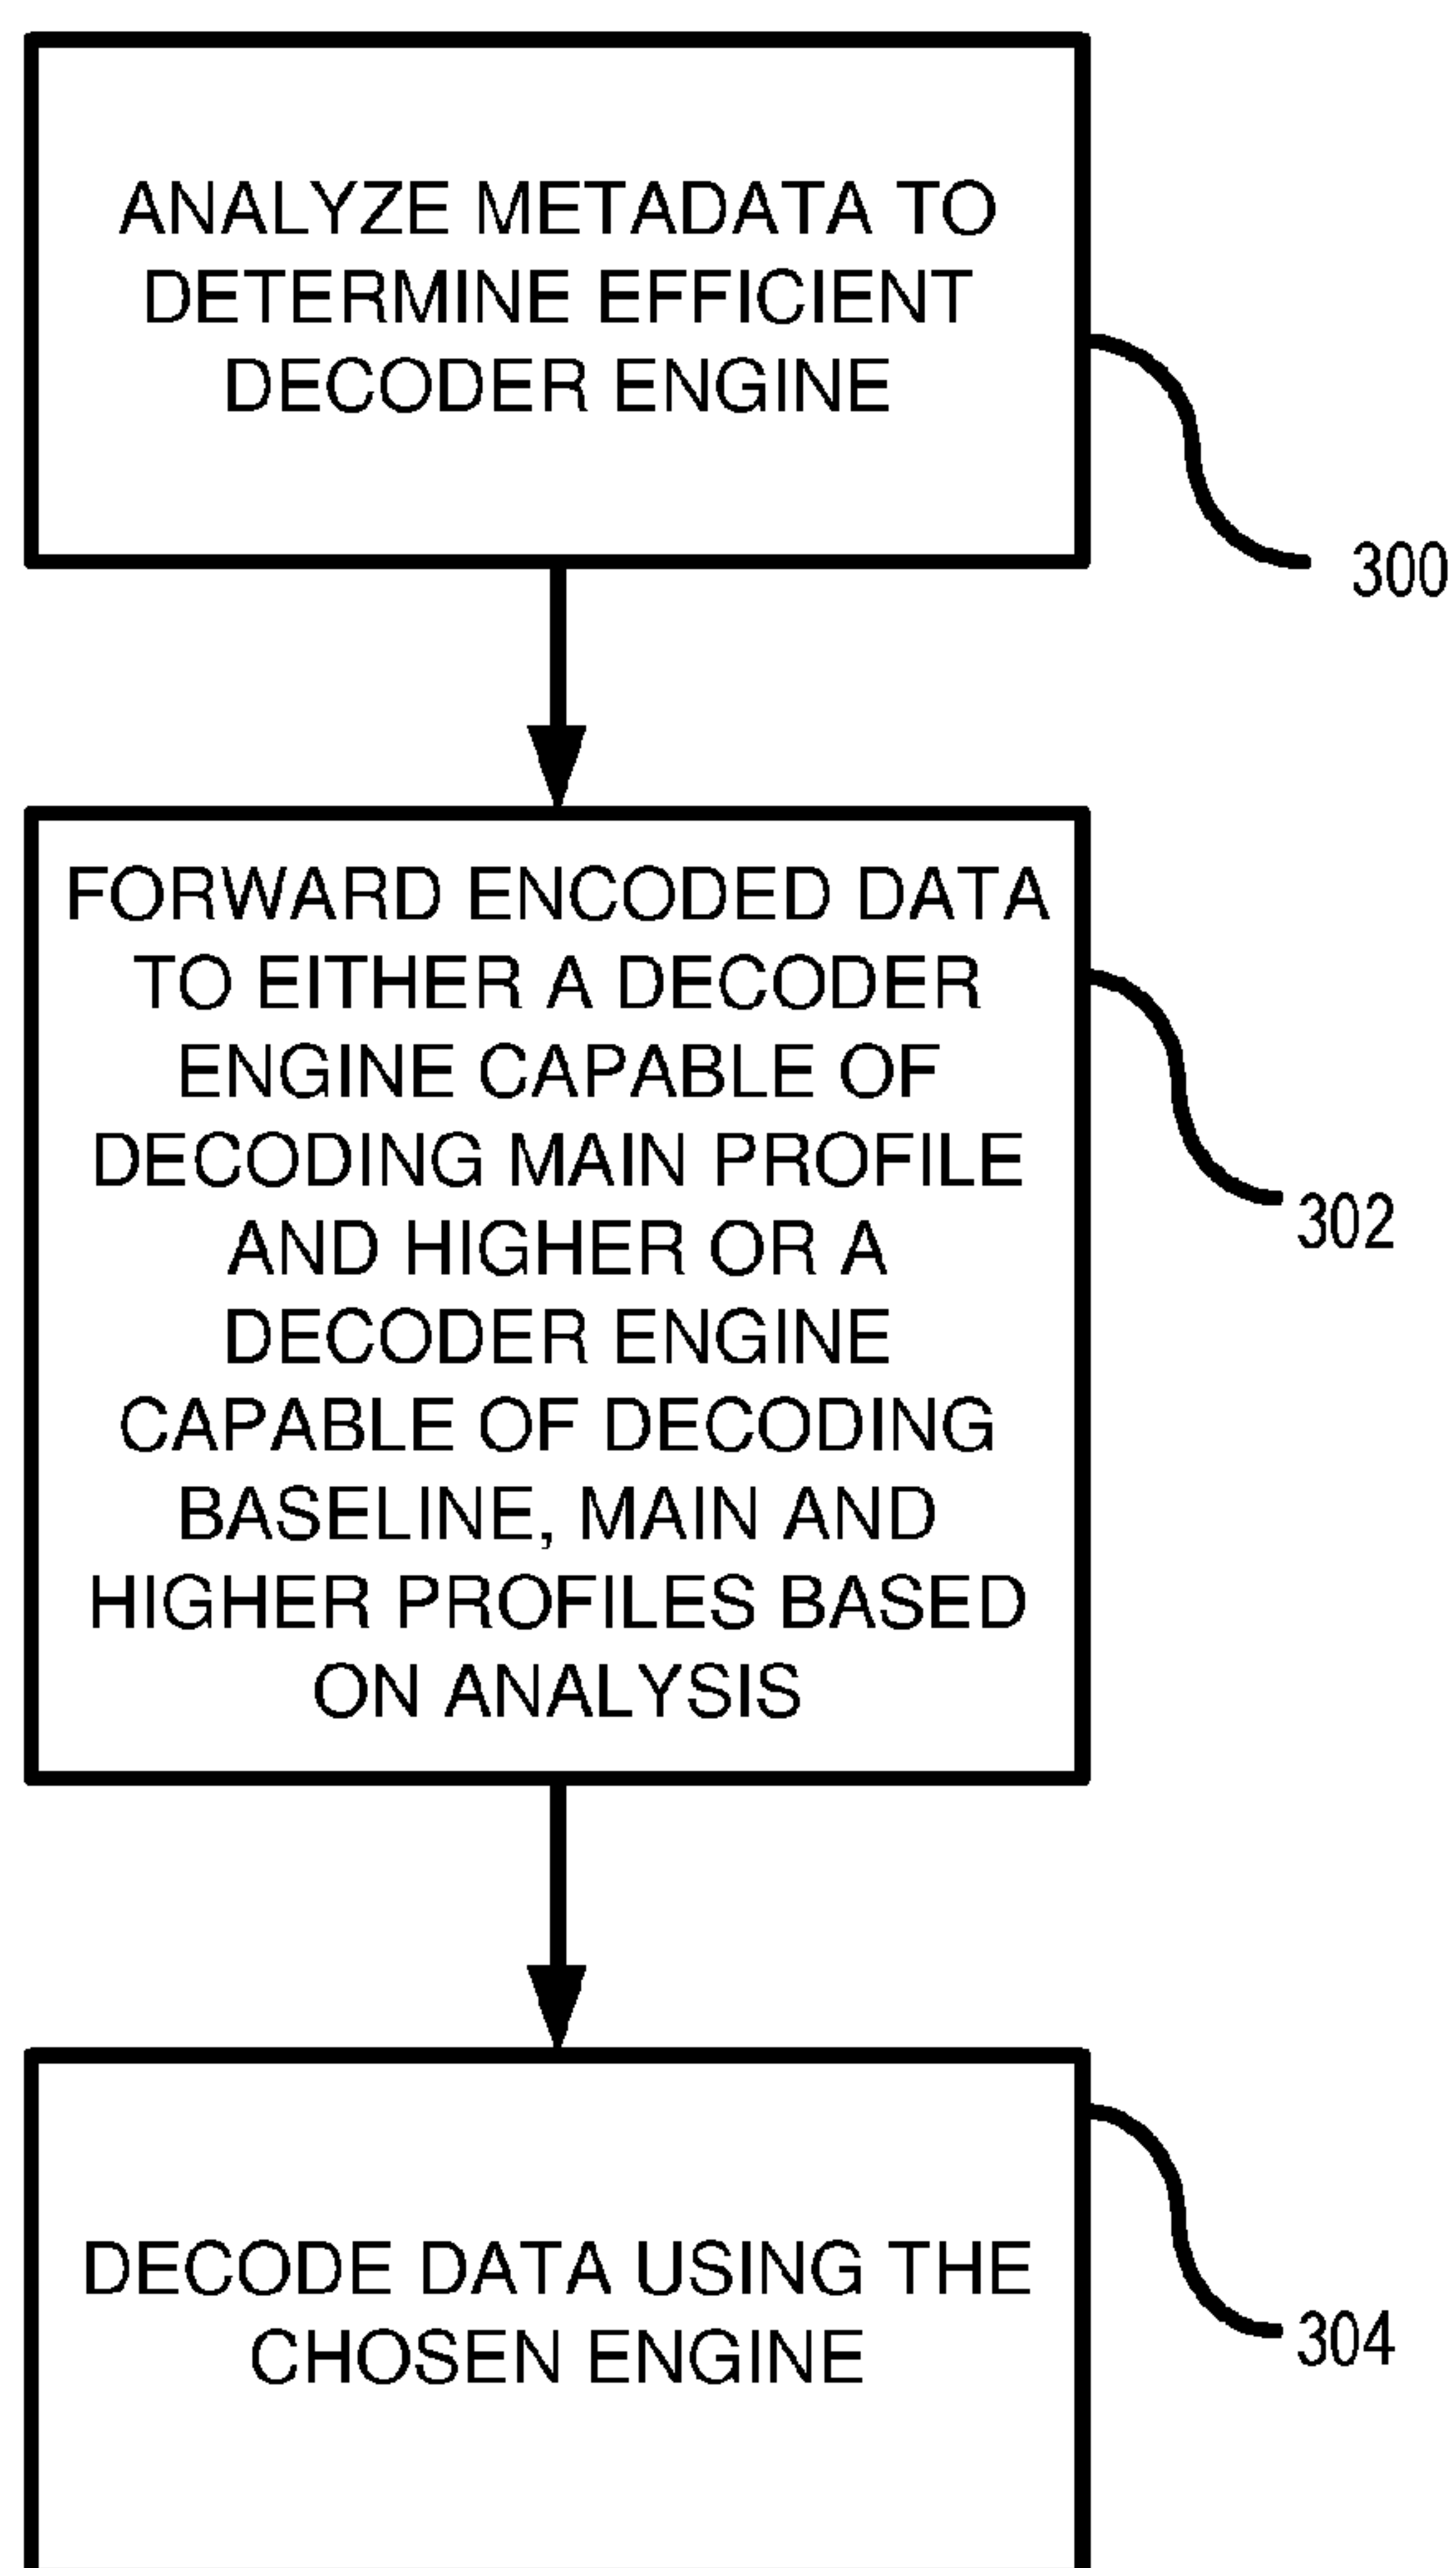 ANALYZE METADATA TO
DETERMINE EFFICIENT
DECODER ENGINE
300
FORWARD ENCODED DATA
TO EITHER A DECODER
ENGINE CAPABLE OF
DECODING MAIN PROFILE
AND HIGHER OR A
DECODER ENGINE
CAPABLE OF DECODING
BASELINE, MAIN AND
HIGHER PROFILES BASED
ON ANALYSIS
302
DECODE DATA USING THE
CHOSEN ENGINE
304